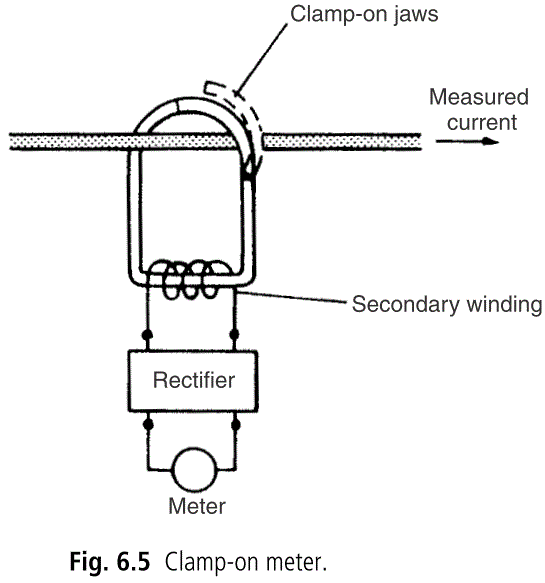 Clamp-on jaws
Measured
current
Secondary winding
Rectifier
Meter
Fig. 6.5 Clamp-on meter.